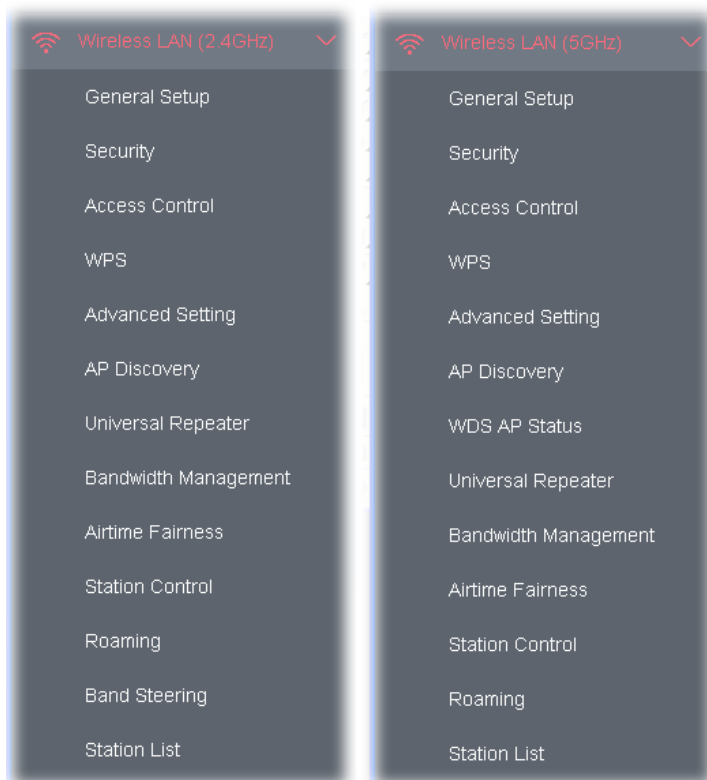 Wireless LAN (2.4GHz)
General Setup
Security
Access Control
WPS
Advanced Setting
AP Discovery
Universal Repeater
Bandwidth Management
Airtime Fairness
Station Control
Roaming
Band Steering
Station List
Wireless LAN (5GHz)
General Setup
Security
Access Control
WPS
Advanced Setting
AP Discovery
WDS AP Status
Universal Repeater
Bandwidth Management
Airtime Fairness
Station Control
Roaming
Station List